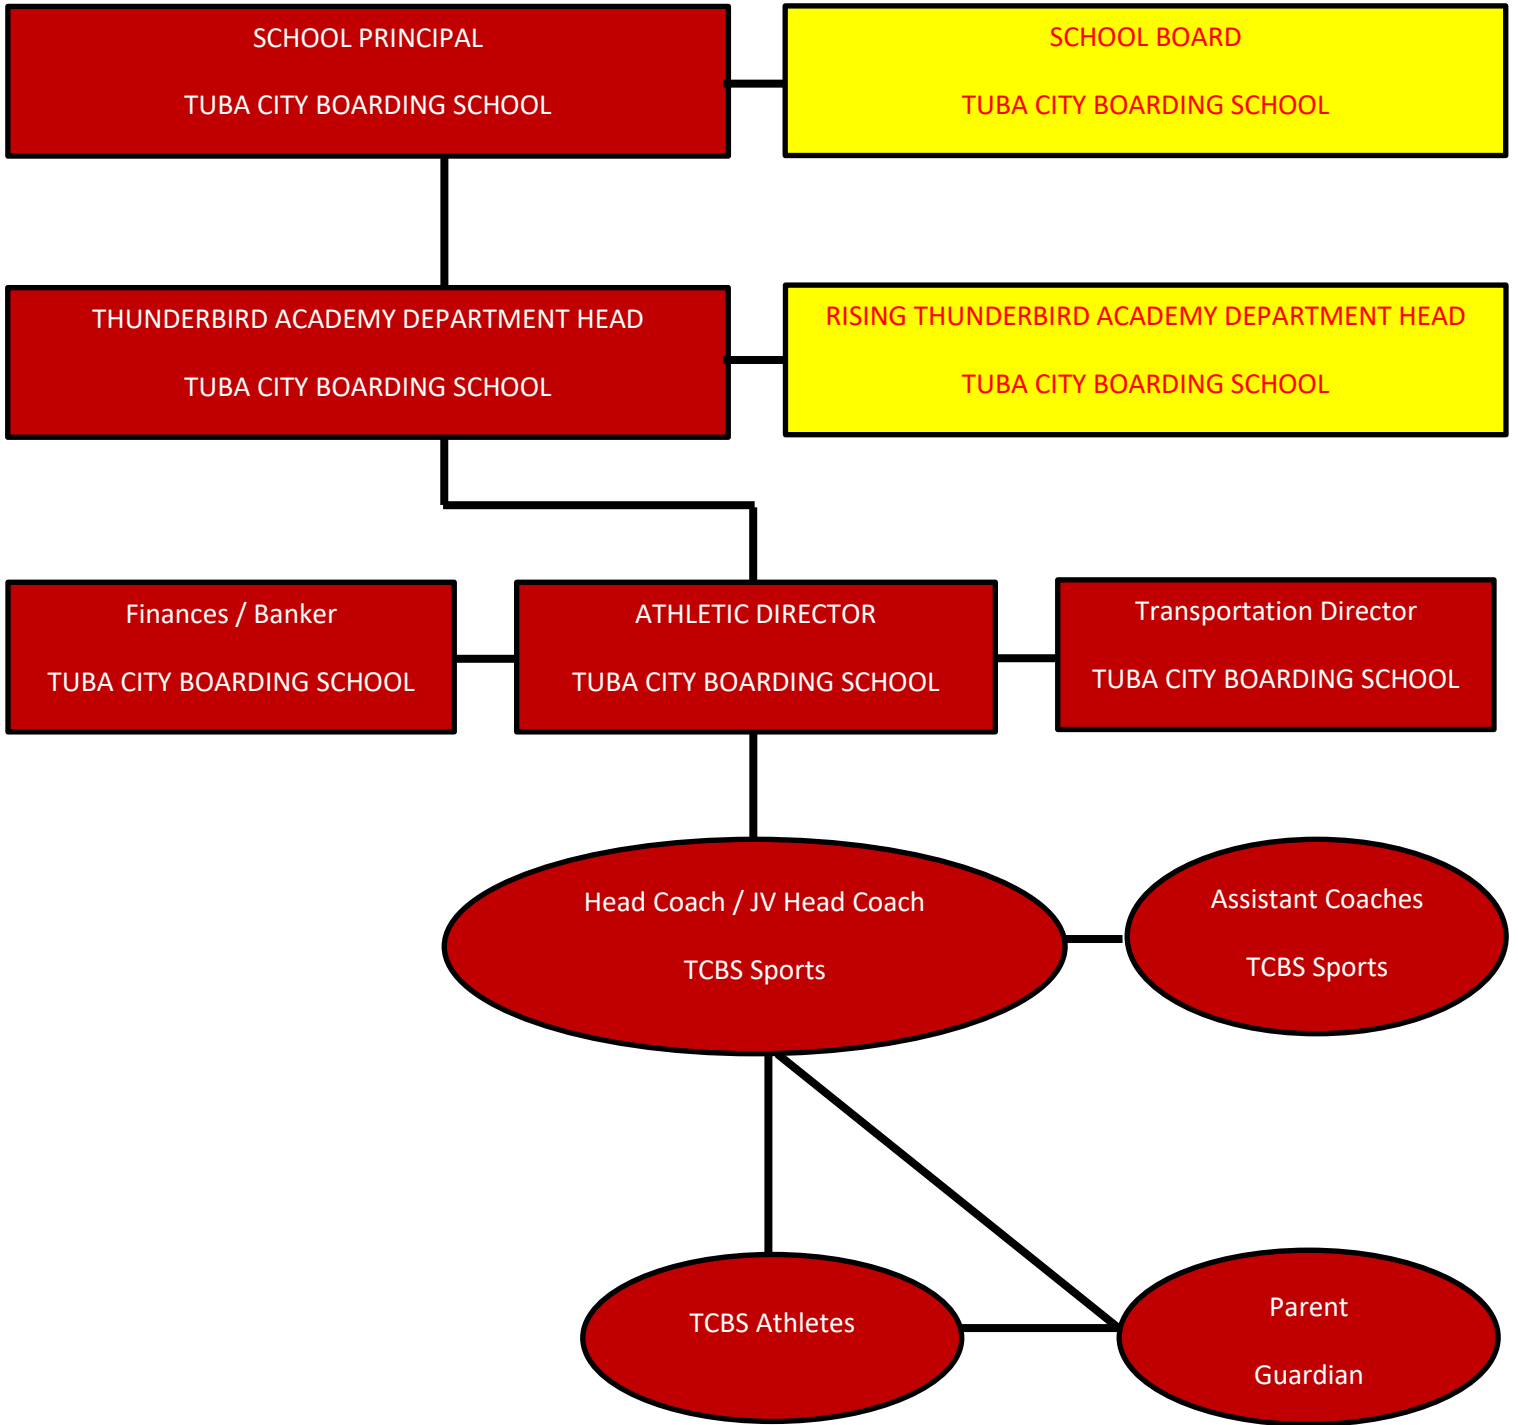 SCHOOL PRINCIPAL
TUBA CITY BOARDING SCHOOL
SCHOOL BOARD
TUBA CITY BOARDING SCHOOL
THUNDERBIRD ACADEMY DEPARTMENT HEAD
TUBA CITY BOARDING SCHOOL
RISING THUNDERBIRD ACADEMY DEPARTMENT HEAD
TUBA CITY BOARDING SCHOOL
Finances / Banker
TUBA CITY BOARDING SCHOOL
ATHLETIC DIRECTOR
TUBA CITY BOARDING SCHOOL
Transportation Director
TUBA CITY BOARDING SCHOOL
Head Coach / JV Head Coach
TCBS Sports
Assistant Coaches
TCBS Sports
TCBS Athletes
Parent
Guardian